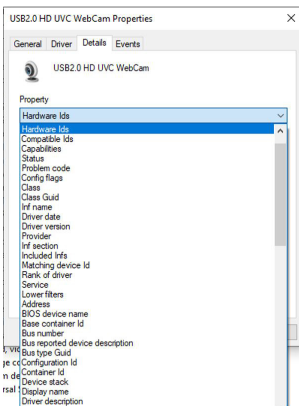 USB2.0 HD UVC WebCam Properties
General Driver Details Events
USB2.0 HD UVC WebCam
Property
Hardware Ids
Hardware Ids
Compatible Ids
Capabilities
Status
Problem code
Config flags
Class
Class Guid
Inf name
Driver date
Driver version
Provider
Inf section
Included Infs
Matching device Id
Rank of driver
Service
Lower filters
Address
BIOS device name
Base container Id
Bus number
Bus reported device description
Bus type Guid
Configuration Id
Container Id
Device stack
Display name
Driver description